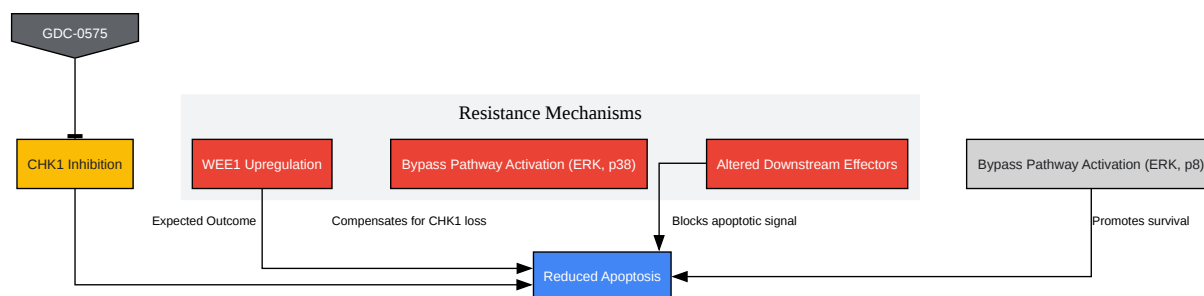 GDC-0575
Resistance Mechanisms
CHK1 Inhibition
WEE1 Upregulation
Bypass Pathway Activation (ERK, p38)
Altered Downstream Effectors
Bypass Pathway Activation (ERK, p8)
Expected Outcome
Compensates for CHK1 loss
Blocks apoptotic signal
Promotes survival
Reduced Apoptosis